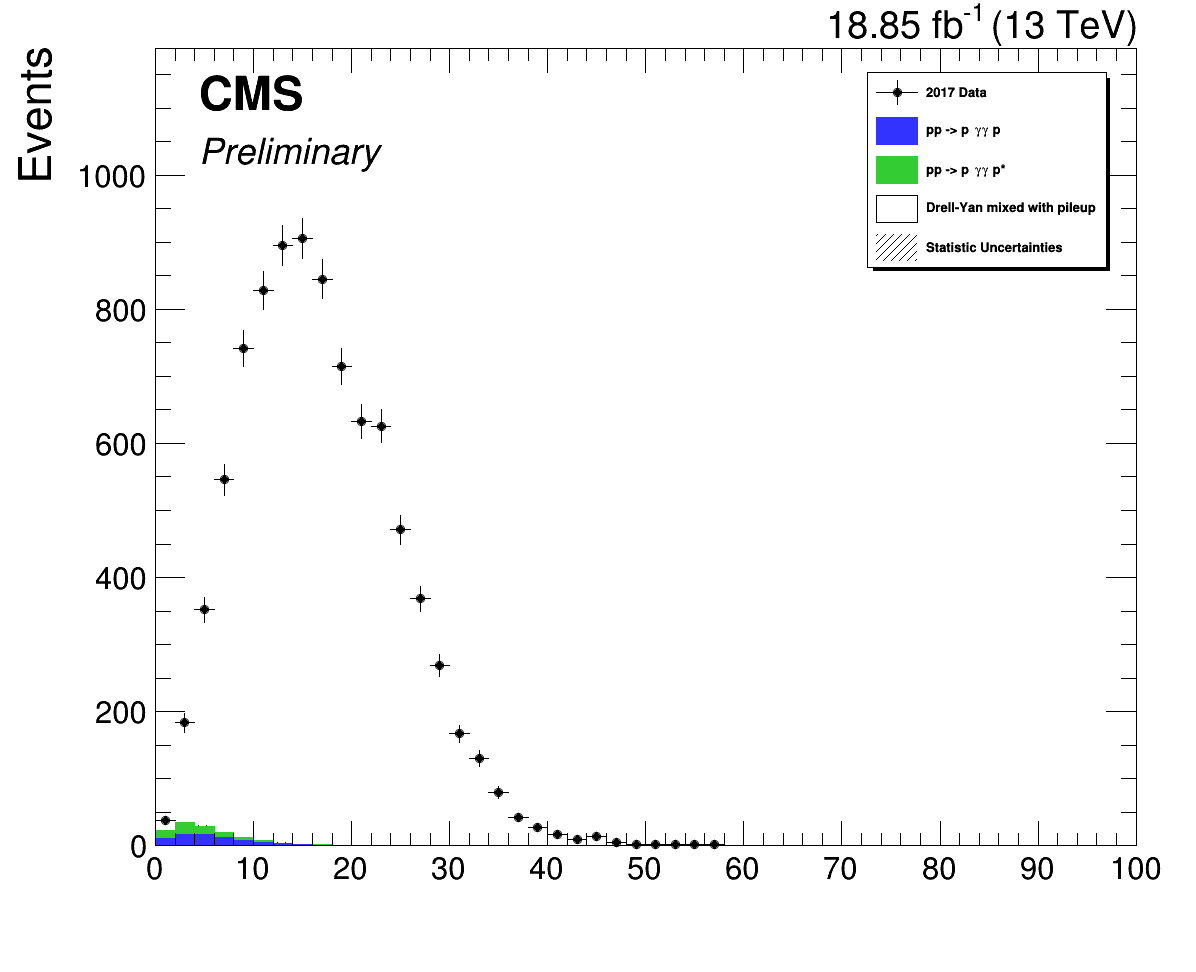 18.85 fb⁻¹ (13 TeV)
Events
CMS
Preliminary
2017 Data
pp -> p γγ p
pp -> p γγ p*
Drell-Yan mixed with pileup
Statistic Uncertainties
1000
800
600
400
200
0
0 10 20 30 40 50 60 70 80 90 100